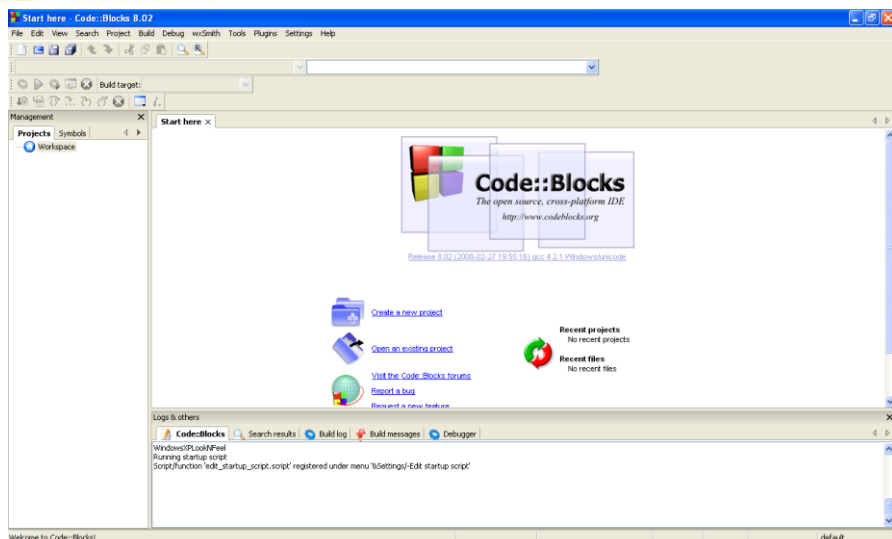 Start here - Code::Blocks 8.02
File Edit View Search Project Build Debug wxSmith Tools Plugins Settings Help
Build target:
Management
Start here
Projects Symbols
Workspace
Code::Blocks
The open source, cross-platform IDE
http://www.codeblocks.org
Release 8.02 (2008-02-27 19:55:16) gcc 4.2.1 Windows/unicode
Create a new project
Open an existing project
Visit the Code::Blocks forums
Report a bug
Request a new feature
Recent projects
No recent projects
Recent files
No recent files
Logs & others
Code::Blocks Search results Build log Build messages Debugger
WindowsXPLookNFeel
Running startup script
Script/function 'edit_startup_script.script' registered under menu '&Settings/-Edit startup script'
Welcome to Code::Blocks! default